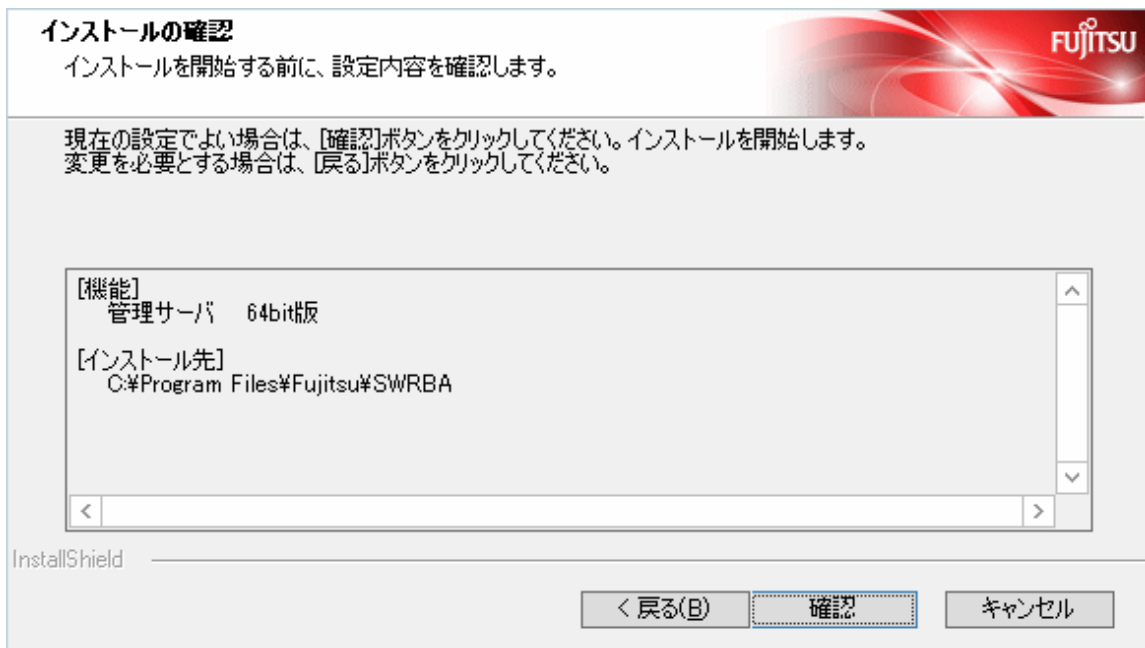 インストールの確認
FUJITSU
インストールを開始する前に、設定内容を確認します。
現在の設定でよい場合は、[確認]ボタンをクリックしてください。インストールを開始します。
変更を必要とする場合は、[戻る]ボタンをクリックしてください。
[機能]
管理サーバ 64bit版
[インストール先]
C:¥Program Files¥Fujitsu¥SWRBA
InstallShield
< 戻る(B) 確認 キャンセル